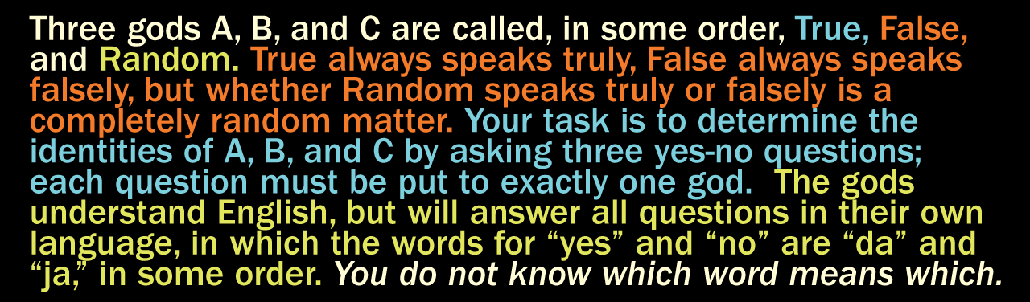 Three gods A, B, and C are called, in some order, True, False,
and Random. True always speaks truly, False always speaks
falsely, but whether Random speaks truly or falsely is a
completely random matter. Your task is to determine the
identities of A, B, and C by asking three yes-no questions;
each question must be put to exactly one god.  The gods
understand English, but will answer all questions in their own
language, in which the words for “yes” and “no” are “da” and
“ja,” in some order. You do not know which word means which.